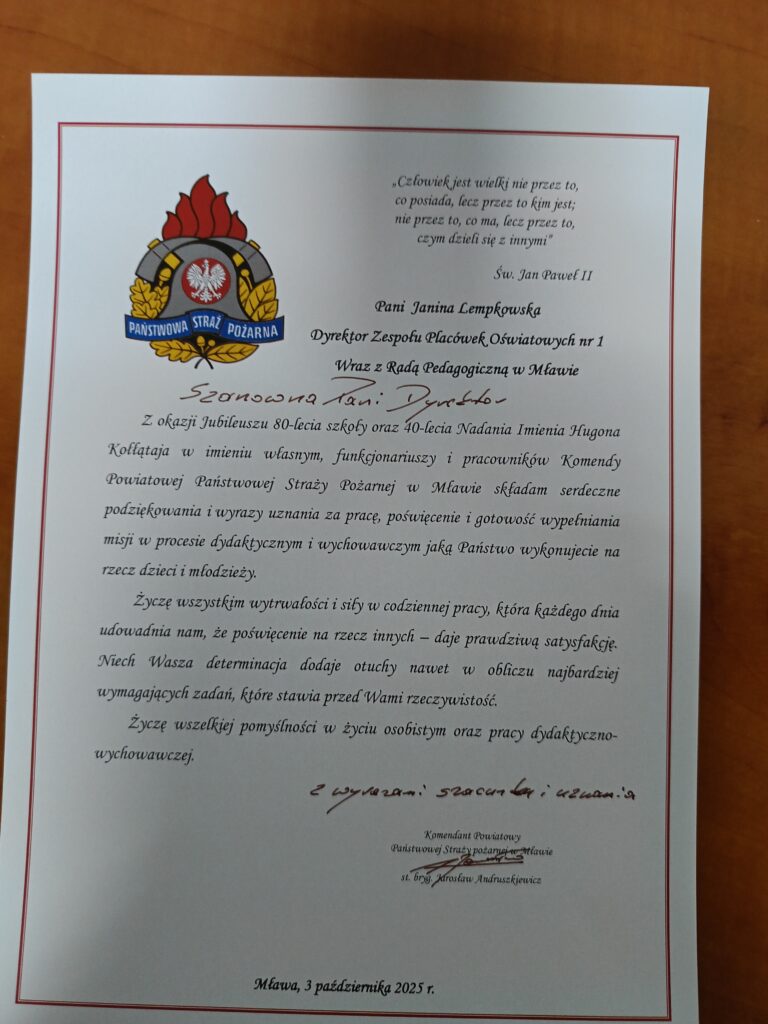 „Człowiek jest wielki nie przez to,
co posiada, lecz przez to kim jest;
nie przez to, co ma, lecz przez to,
czym dzieli się z innymi”
Św. Jan Paweł II
PAŃSTWOWA STRAŻ POŻARNA
Pani Janina Lempkowska
Dyrektor Zespołu Placówek Oświatowych nr 1
Wraz z Radą Pedagogiczną w Mławie
Szanowna Pani Dyrektor
Z okazji Jubileuszu 80-lecia szkoły oraz 40-lecia Nadania Imienia Hugona
Kołłątaja w imieniu własnym, funkcjonariuszy i pracowników Komendy
Powiatowej Państwowej Straży Pożarnej w Mławie składam serdeczne
podziękowania i wyrazy uznania za pracę, poświęcenie i gotowość wypełniania
misji w procesie dydaktycznym i wychowawczym jaką Państwo wykonujecie na
rzecz dzieci i młodzieży.
Życzę wszystkim wytrwałości i siły w codziennej pracy, która każdego dnia
udowadnia nam, że poświęcenie na rzecz innych – daje prawdziwą satysfakcję.
Niech Wasza determinacja dodaje otuchy nawet w obliczu najbardziej
wymagających zadań, które stawia przed Wami rzeczywistość.
Życzę wszelkiej pomyślności w życiu osobistym oraz pracy dydaktyczno-
wychowawczej.
z wyrazami szacunku i uznania
Komendant Powiatowy
Państwowej Straży pożarnej w Mławie
st. bryg. Jarosław Andruszkiewicz
Mława, 3 października 2025 r.